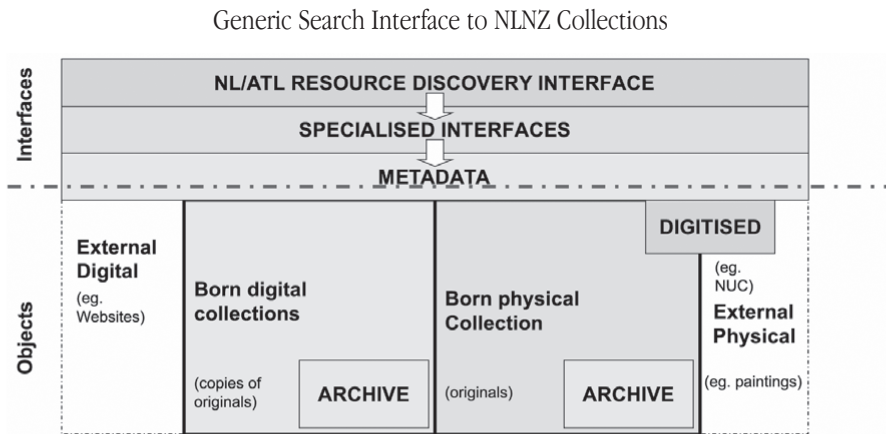 Generic Search Interface to NLNZ Collections
Interfaces
NL/ATL RESOURCE DISCOVERY INTERFACE
SPECIALISED INTERFACES
METADATA
Objects
External
Digital
(eg.
Websites)
Born digital
collections
(copies of
originals)
ARCHIVE
Born physical
Collection
(originals)
ARCHIVE
DIGITISED
(eg.
NUC)
External
Physical
(eg. paintings)